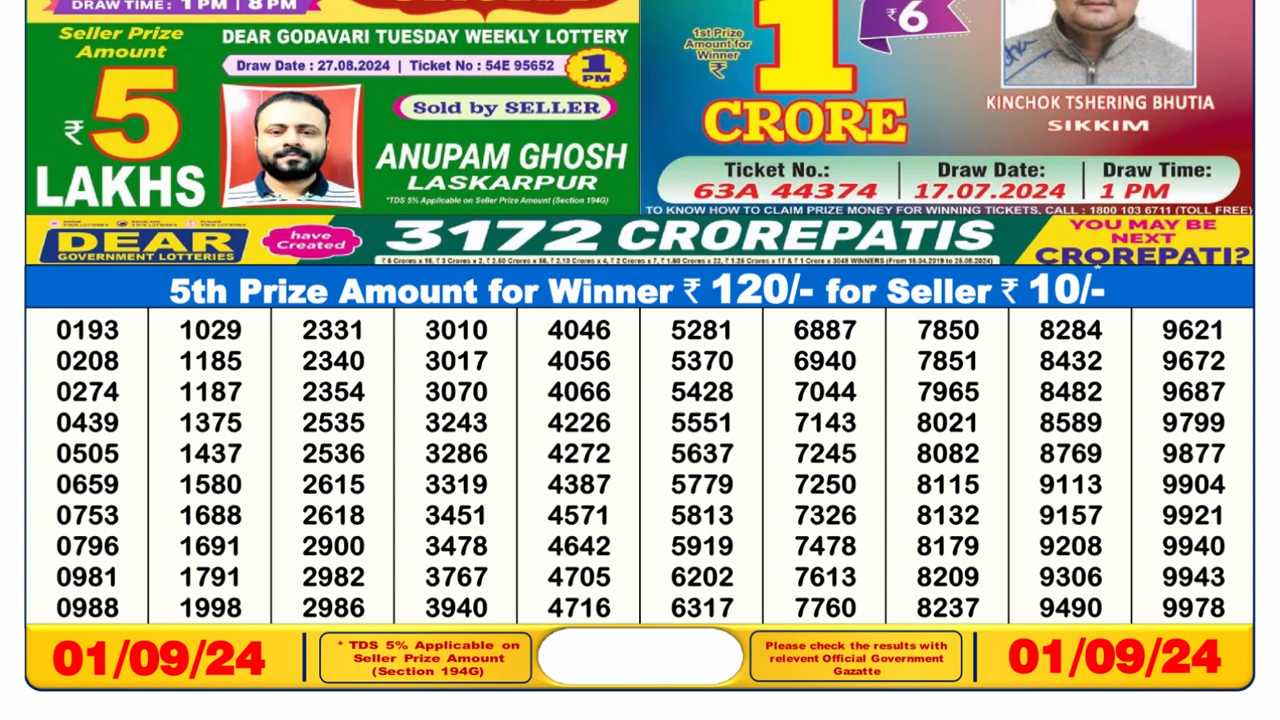 DRAW TIME : 1 PM | 8 PM
Seller Prize
Amount
₹5
LAKHS
DEAR GODAVARI TUESDAY WEEKLY LOTTERY
Draw Date : 27.08.2024 | Ticket No : 54E 95652
1
PM
Sold by SELLER
ANUPAM GHOSH
LASKARPUR
*TDS 5% Applicable on Seller Prize Amount (Section 194G)
₹6
1st Prize
Amount for
Winner
₹
1
CRORE
KINCHOK TSHERING BHUTIA
SIKKIM
Ticket No.: Draw Date: Draw Time:
63A 44374 17.07.2024 1 PM
TO KNOW HOW TO CLAIM PRIZE MONEY FOR WINNING TICKETS, CALL : 1800 103 6711 (TOLL FREE)
DEAR
GOVERNMENT LOTTERIES
have
Created
3172 CROREPATIS
YOU MAY BE
NEXT
CROREPATI?
5th Prize Amount for Winner ₹ 120/- for Seller ₹ 10/-*
0193 1029 2331 3010 4046 5281 6887 7850 8284 9621
0208 1185 2340 3017 4056 5370 6940 7851 8432 9672
0274 1187 2354 3070 4066 5428 7044 7965 8482 9687
0439 1375 2535 3243 4226 5551 7143 8021 8589 9799
0505 1437 2536 3286 4272 5637 7245 8082 8769 9877
0659 1580 2615 3319 4387 5779 7250 8115 9113 9904
0753 1688 2618 3451 4571 5813 7326 8132 9157 9921
0796 1691 2900 3478 4642 5919 7478 8179 9208 9940
0981 1791 2982 3767 4705 6202 7613 8209 9306 9943
0988 1998 2986 3940 4716 6317 7760 8237 9490 9978
01/09/24
* TDS 5% Applicable on
Seller Prize Amount
(Section 194G)
Please check the results with
relevent Official Government
Gazatte
01/09/24